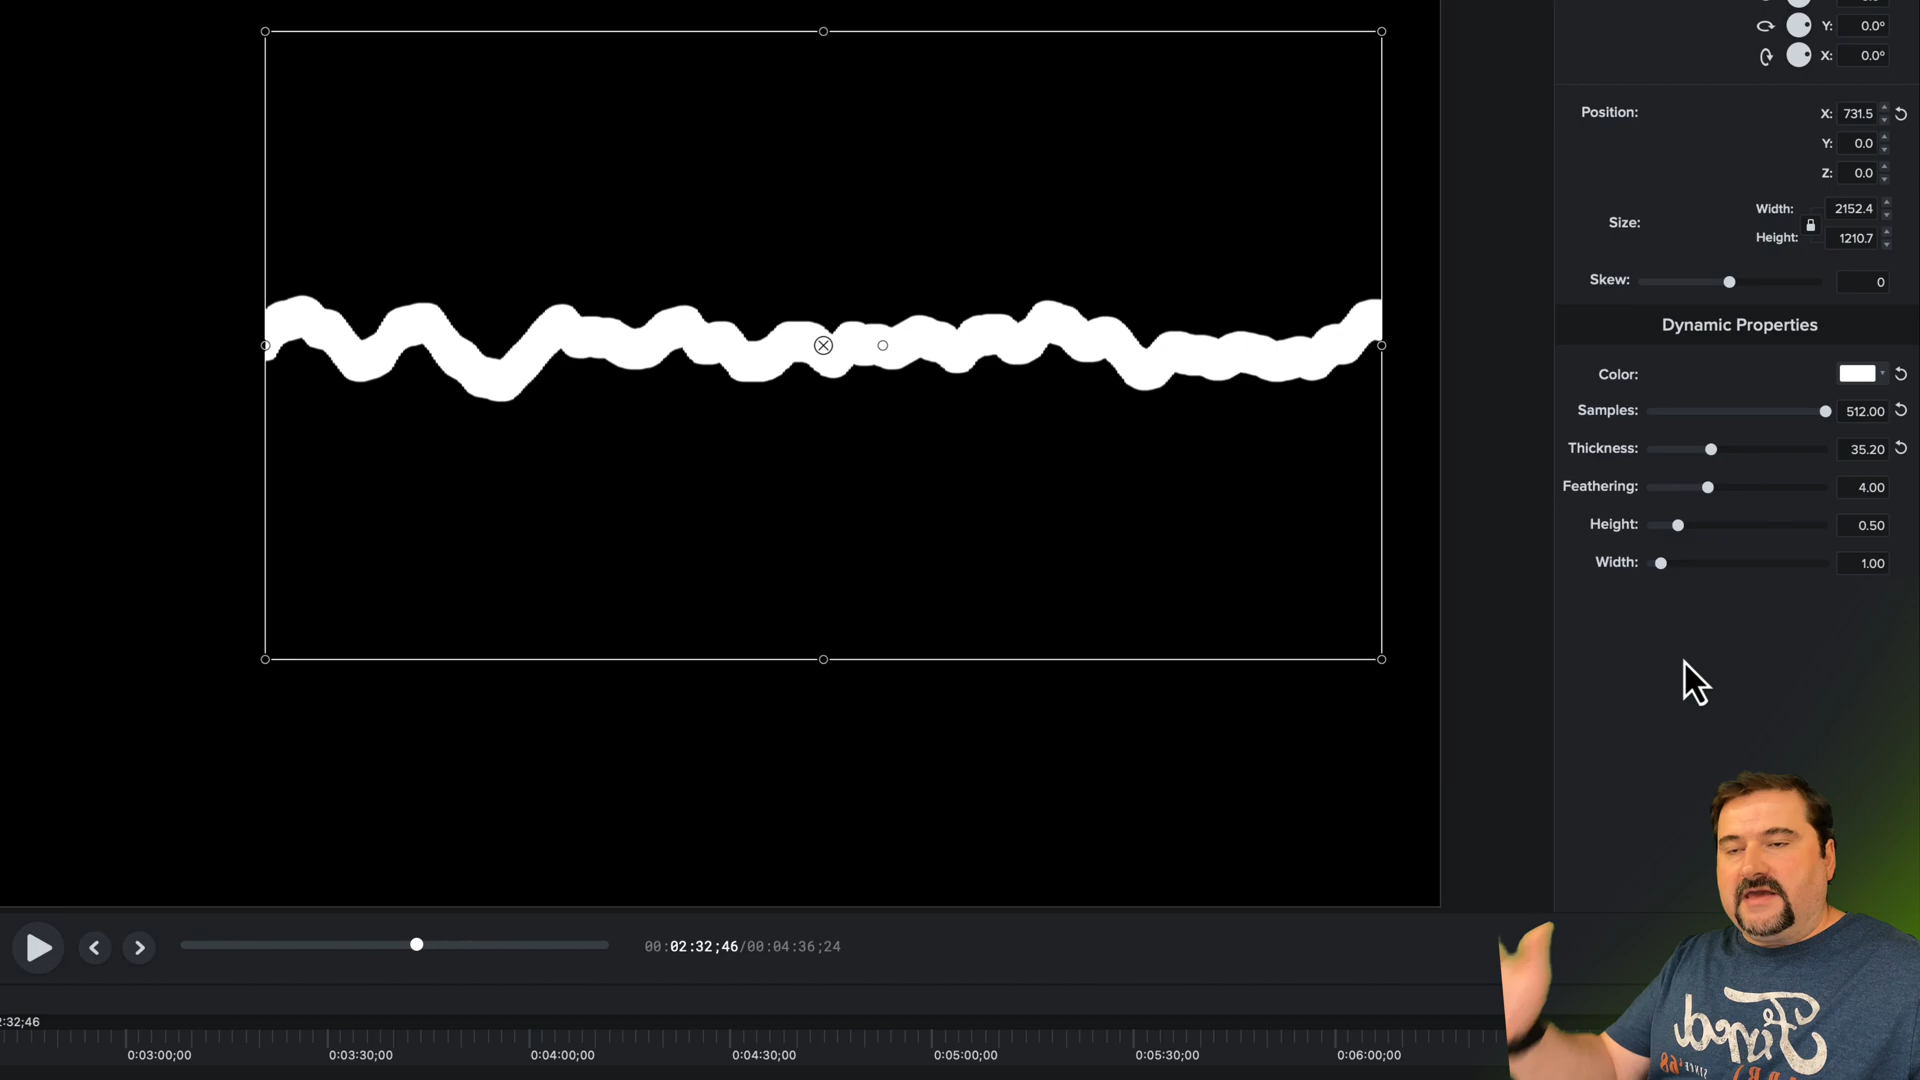 Y: 0.0°
X: 0.0°
Position: X: 731.5
Y: 0.0
Z: 0.0
Size: Width: 2152.4
Height: 1210.7
Skew: 0
Dynamic Properties
Color:
Samples: 512.00
Thickness: 35.20
Feathering: 4.00
Height: 0.50
Width: 1.00
00:02:32;46/00:04:36;24
2:32;46
0:03:00;00 0:03:30;00 0:04:00;00 0:04:30;00 0:05:00;00 0:05:30;00 0:06:00;00